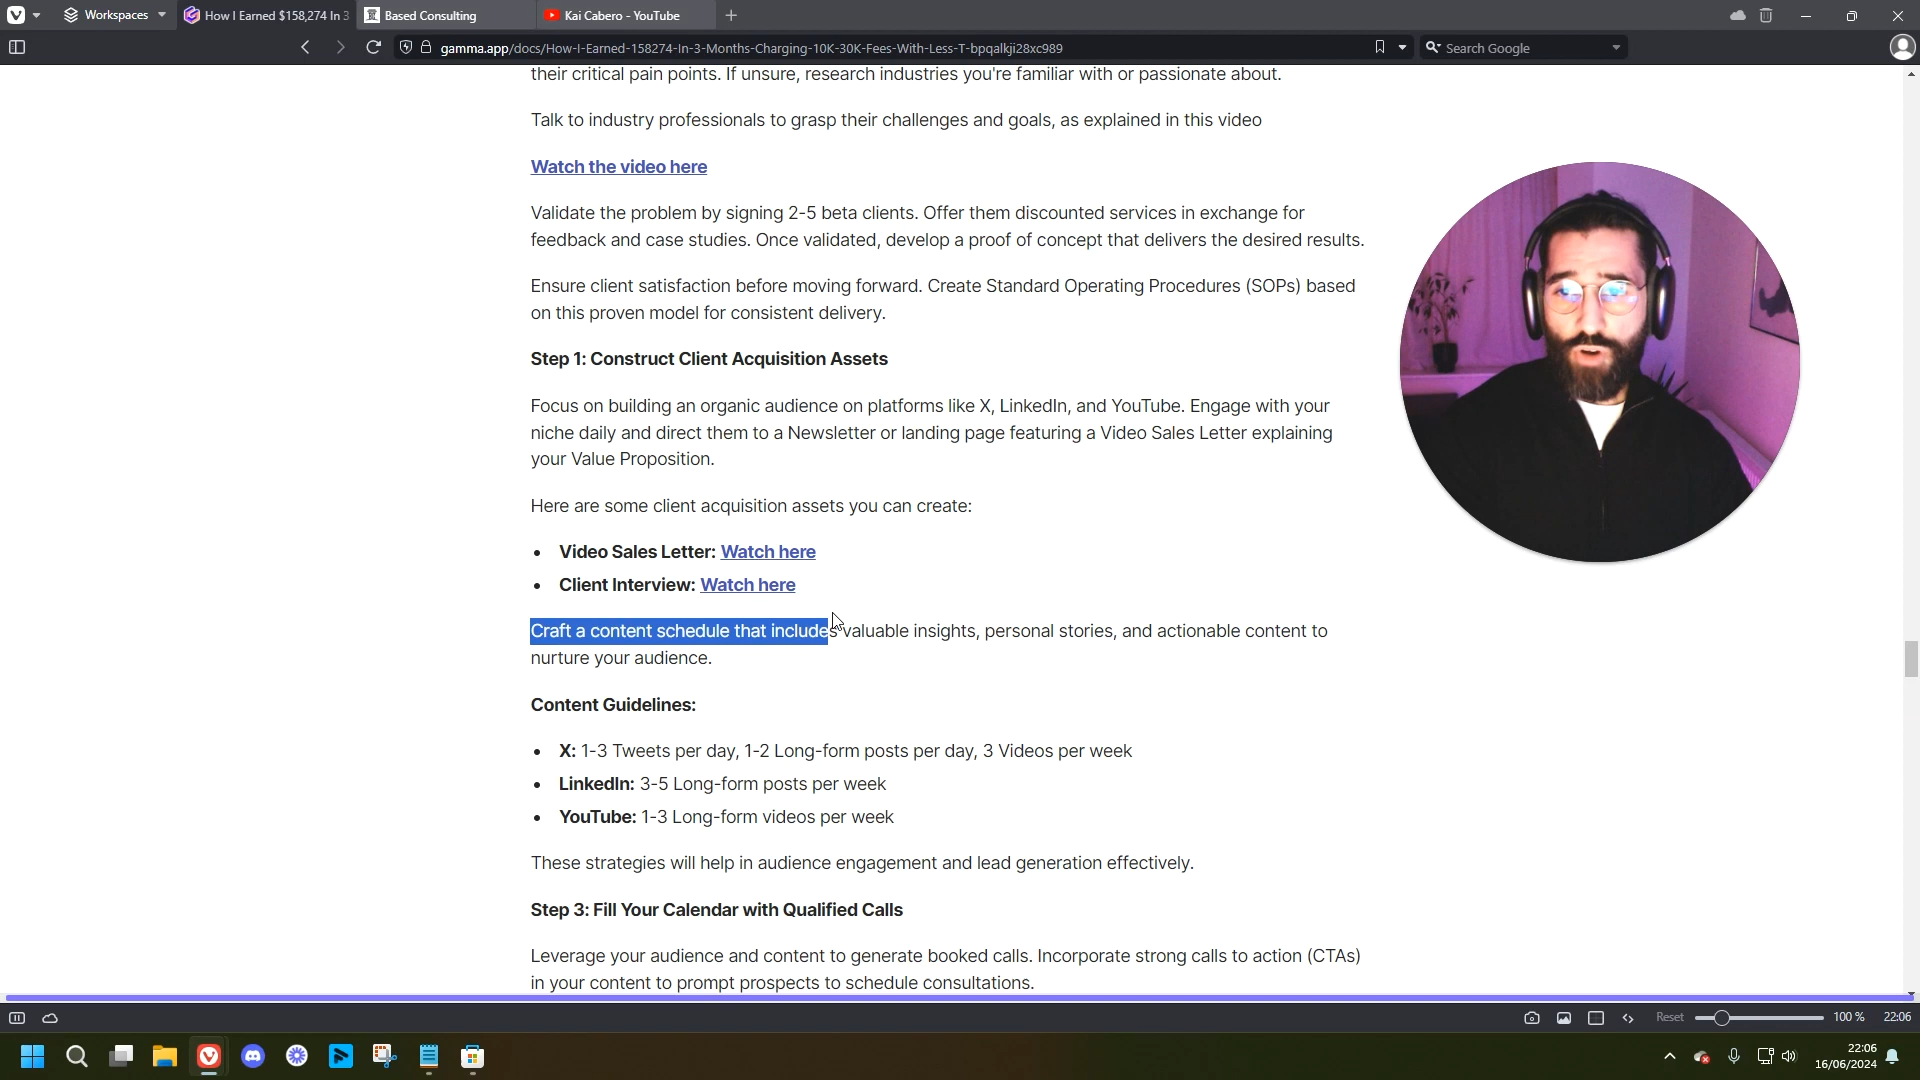 Workspaces
How I Earned $158,274 In 3
Based Consulting
Kai Cabero - YouTube
gamma.app/docs/How-I-Earned-158274-In-3-Months-Charging-10K-30K-Fees-With-Less-T-bpqalkji28xc989
Search Google
their critical pain points. If unsure, research industries you're familiar with or passionate about.
Talk to industry professionals to grasp their challenges and goals, as explained in this video
Watch the video here
Validate the problem by signing 2-5 beta clients. Offer them discounted services in exchange for
feedback and case studies. Once validated, develop a proof of concept that delivers the desired results.
Ensure client satisfaction before moving forward. Create Standard Operating Procedures (SOPs) based
on this proven model for consistent delivery.
Step 1: Construct Client Acquisition Assets
Focus on building an organic audience on platforms like X, LinkedIn, and YouTube. Engage with your
niche daily and direct them to a Newsletter or landing page featuring a Video Sales Letter explaining
your Value Proposition.
Here are some client acquisition assets you can create:
• Video Sales Letter: Watch here
• Client Interview: Watch here
Craft a content schedule that includes valuable insights, personal stories, and actionable content to
nurture your audience.
Content Guidelines:
• X: 1-3 Tweets per day, 1-2 Long-form posts per day, 3 Videos per week
• LinkedIn: 3-5 Long-form posts per week
• YouTube: 1-3 Long-form videos per week
These strategies will help in audience engagement and lead generation effectively.
Step 3: Fill Your Calendar with Qualified Calls
Leverage your audience and content to generate booked calls. Incorporate strong calls to action (CTAs)
in your content to prompt prospects to schedule consultations.
Reset
100 %
22:06
22:06
16/06/2024